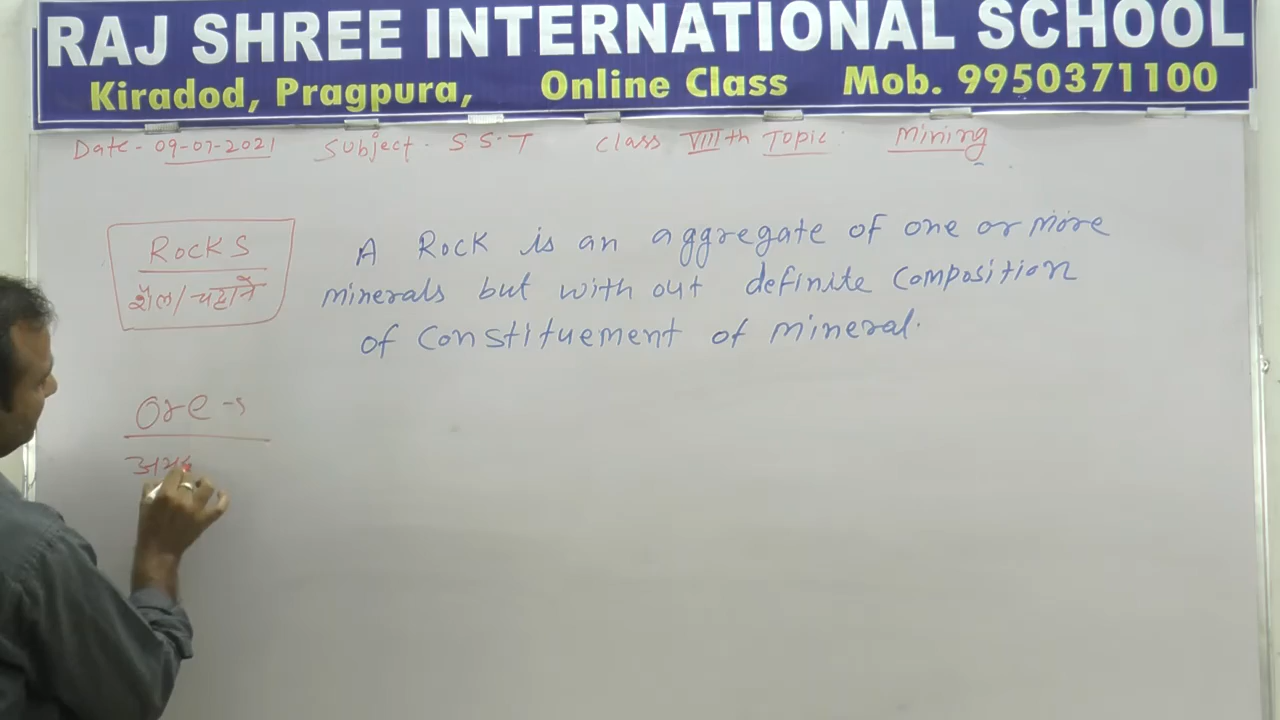 RAJ SHREE INTERNATIONAL SCHOOL
Kiradod, Pragpura, Online Class Mob. 9950371100
Date - 09-07-2021 Subject - S.S.T Class VIIIth Topic: Mining
Rocks
शैल/चट्टाने
A Rock is an aggregate of one or more
minerals but with out definite composition
of constituement of mineral.
Ore →
अयस्